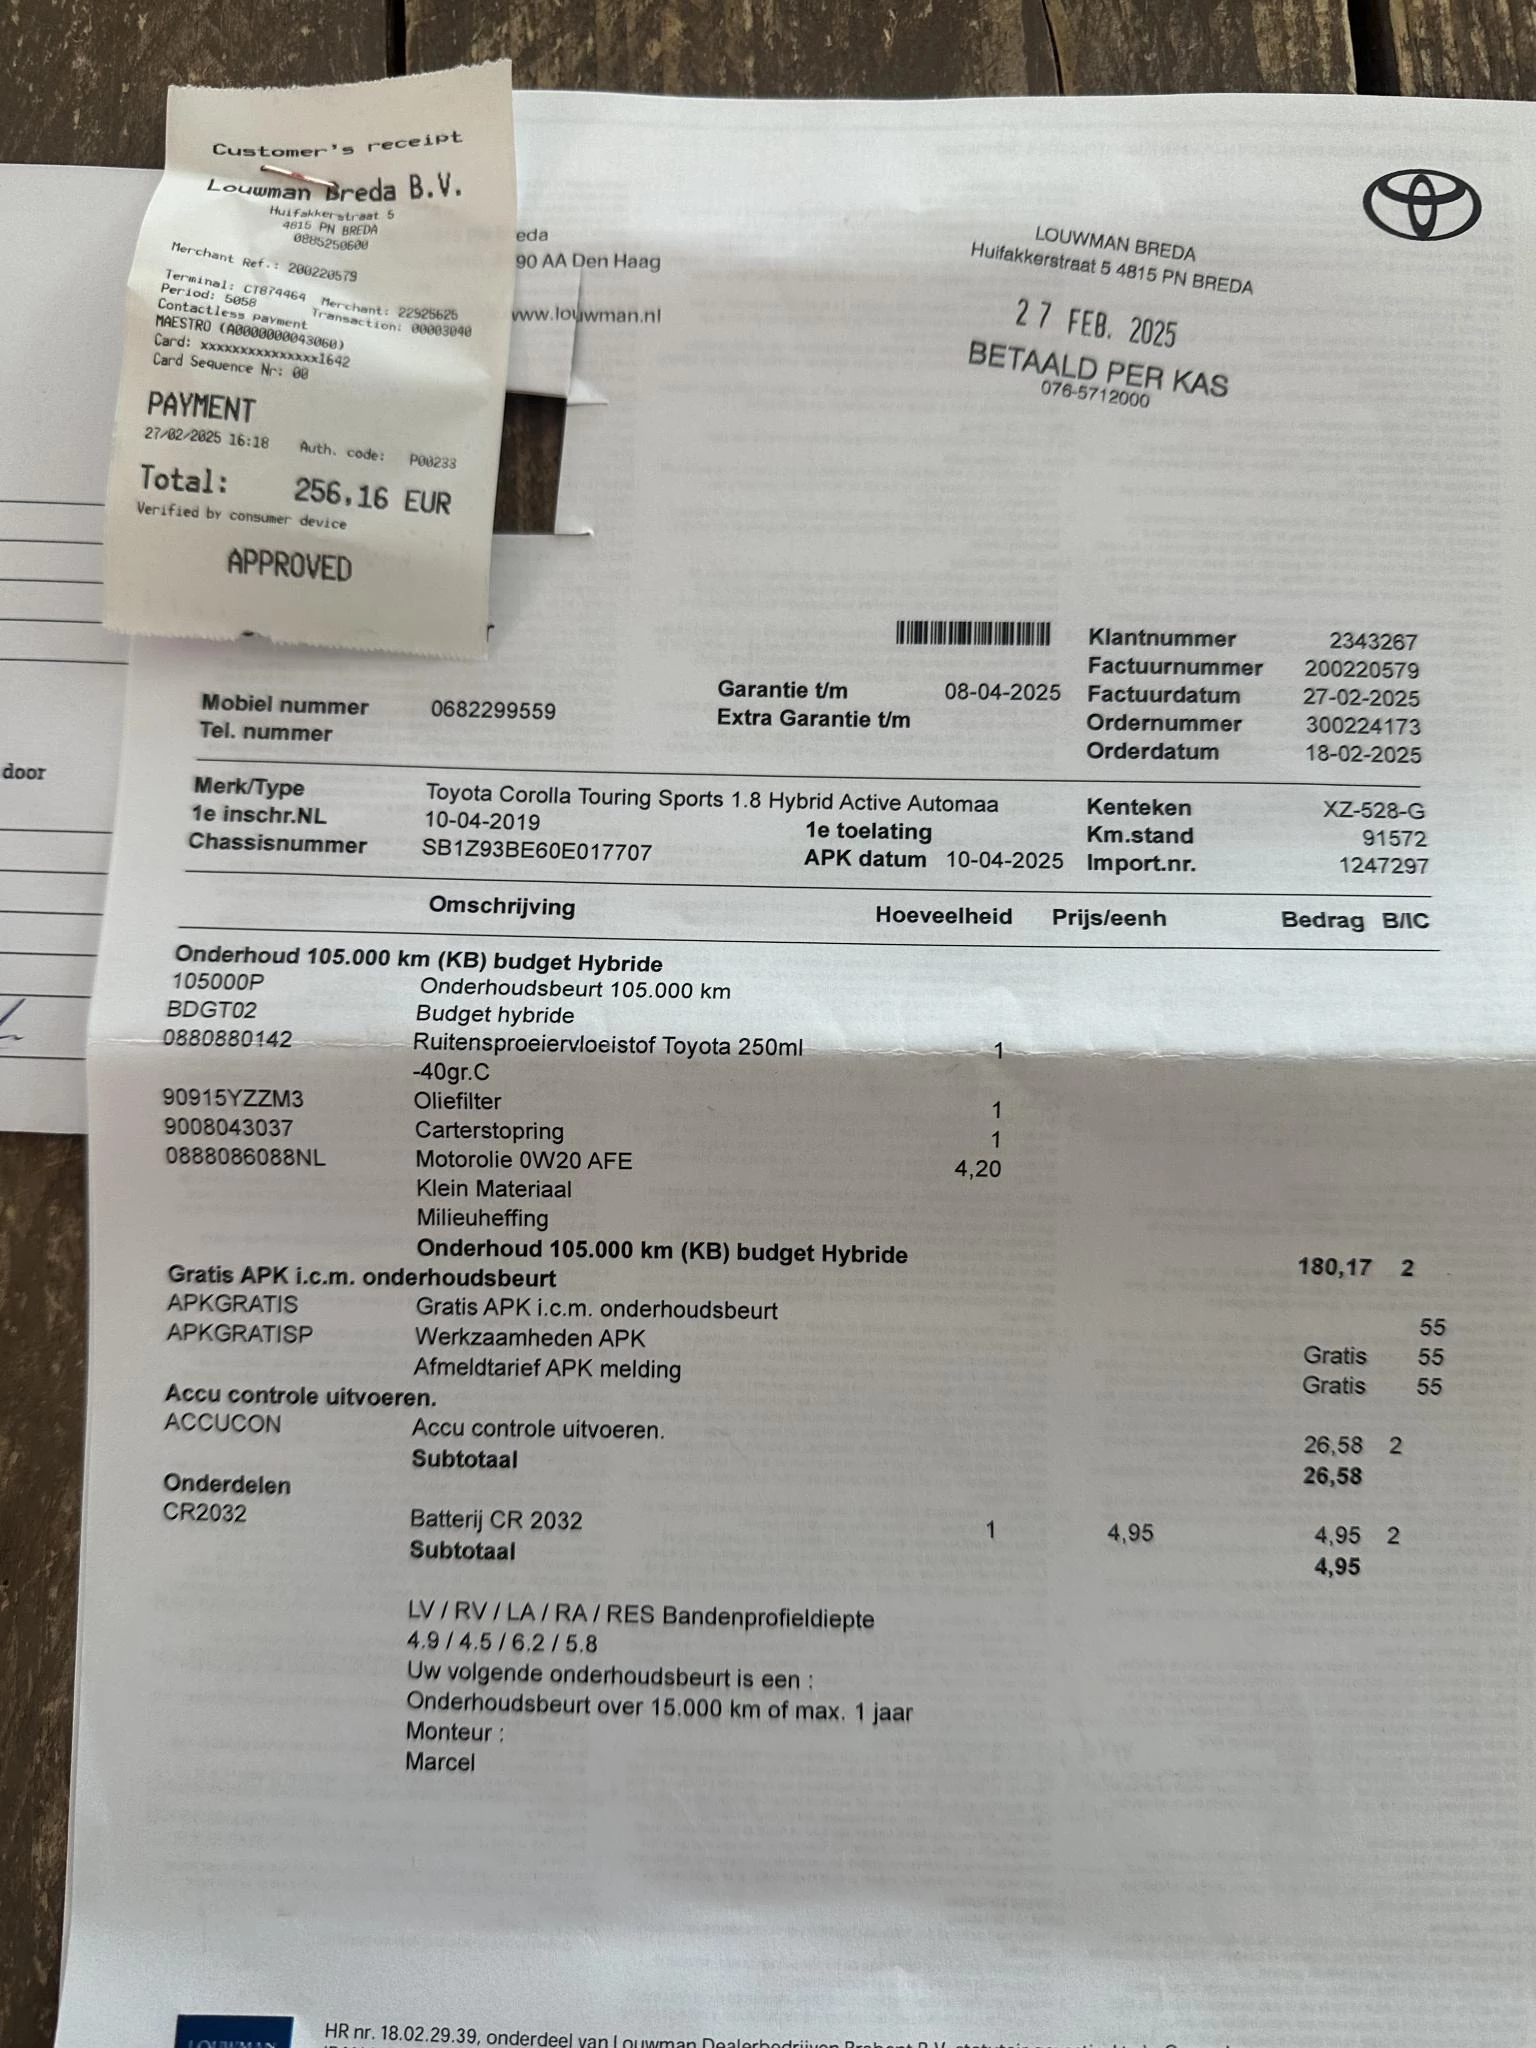 Customer's receipt
Louwman Breda B.V.
Huifakkerstraat 5
4815 PN BREDA
0885250600
Merchant Ref.: 200220579
Terminal: CT874464 Merchant: 22925625
Period: 5058 Transaction: 00003040
Contactless payment
MAESTRO (A0000000043060)
Card: xxxxxxxxxxxxxxx1642
Card Sequence Nr: 00
PAYMENT
27/02/2025 16:18 Auth. code: P00233
Total: 256,16 EUR
Verified by consumer device
APPROVED
eda
90 AA Den Haag
www.louwman.nl
LOUWMAN BREDA
Huifakkerstraat 5 4815 PN BREDA
27 FEB. 2025
BETAALD PER KAS
076-5712000
door
Klantnummer 2343267
Factuurnummer 200220579
Factuurdatum 27-02-2025
Ordernummer 300224173
Orderdatum 18-02-2025
Garantie t/m 08-04-2025
Extra Garantie t/m
Mobiel nummer 0682299559
Tel. nummer
Merk/Type Toyota Corolla Touring Sports 1.8 Hybrid Active Automaa Kenteken XZ-528-G
1e inschr.NL 10-04-2019 1e toelating Km.stand 91572
Chassisnummer SB1Z93BE60E017707 APK datum 10-04-2025 Import.nr. 1247297
Omschrijving Hoeveelheid Prijs/eenh Bedrag B/IC
Onderhoud 105.000 km (KB) budget Hybride
105000P Onderhoudsbeurt 105.000 km
BDGT02 Budget hybride
0880880142 Ruitensproeiervloeistof Toyota 250ml 1
-40gr.C
90915YZZM3 Oliefilter 1
9008043037 Carterstopring 1
0888086088NL Motorolie 0W20 AFE 4,20
Klein Materiaal
Milieuheffing
Onderhoud 105.000 km (KB) budget Hybride 180,17 2
Gratis APK i.c.m. onderhoudsbeurt
APKGRATIS Gratis APK i.c.m. onderhoudsbeurt 55
APKGRATISP Werkzaamheden APK Gratis 55
Afmeldtarief APK melding Gratis 55
Accu controle uitvoeren.
ACCUCON Accu controle uitvoeren. 26,58 2
Subtotaal 26,58
Onderdelen
CR2032 Batterij CR 2032 1 4,95 4,95 2
Subtotaal 4,95
LV / RV / LA / RA / RES Bandenprofieldiepte
4.9 / 4.5 / 6.2 / 5.8
Uw volgende onderhoudsbeurt is een :
Onderhoudsbeurt over 15.000 km of max. 1 jaar
Monteur :
Marcel
LOUWMAN
HR nr. 18.02.29.39, onderdeel van Louwman Dealerbedrijven Brabant B.V.